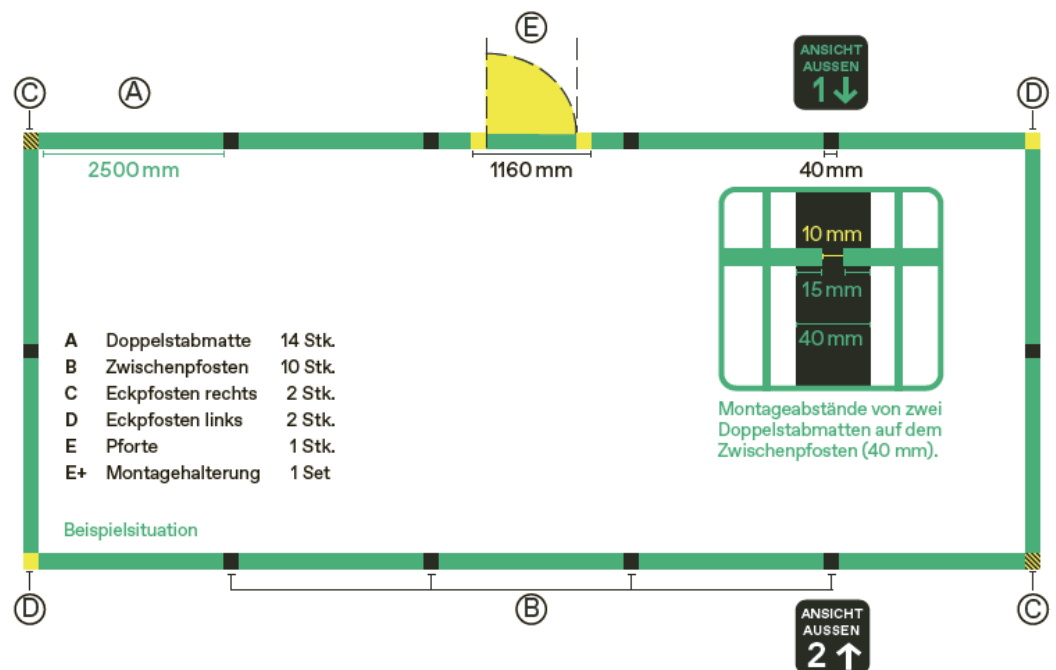 E
ANSICHT
AUSSEN
1
C
A
D
2500 mm
1160 mm
40 mm
10 mm
15 mm
40 mm
A Doppelstabmatte 14 Stk.
B Zwischenpfosten 10 Stk.
C Eckpfosten rechts 2 Stk.
D Eckpfosten links 2 Stk.
E Pforte 1 Stk.
E+ Montagehalterung 1 Set
Montageabstände von zwei
Doppelstabmatten auf dem
Zwischenpfosten (40 mm).
Beispielsituation
D
B
C
ANSICHT
AUSSEN
2